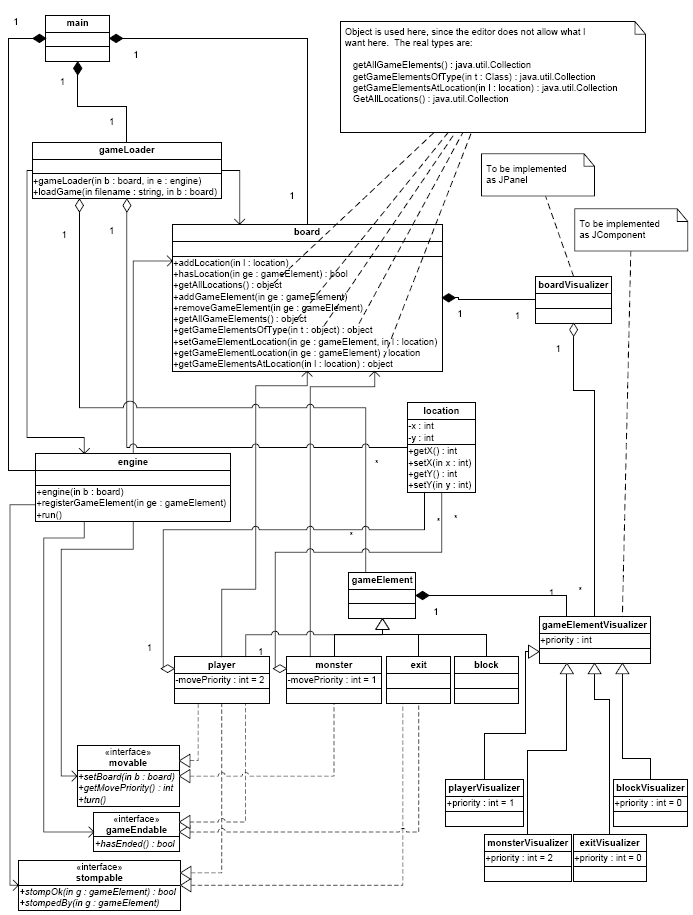 main
1
1
1
1
Object is used here, since the editor does not allow what I
want here. The real types are:
getAllGameElements() : java.util.Collection
getGameElementsOfType(in t : Class) : java.util.Collection
getGameElementsAtLocation(in l : location) : java.util.Collection
GetAllLocations() : java.util.Collection
gameLoader
+gameLoader(in b : board, in e : engine)
+loadGame(in filename : string, in b : board)
To be implemented
as JPanel
To be implemented
as JComponent
1
1
1
board
+addLocation(in l : location)
+hasLocation(in ge : gameElement) : bool
+getAllLocations() : object
+addGameElement(in ge : gameElement)
+removeGameElement(in ge : gameElement)
+getAllGameElements() : object
+getGameElementsOfType(in t : object) : object
+setGameElementLocation(in ge : gameElement, in l : location)
+getGameElementLocation(in ge : gameElement) : location
+getGameElementsAtLocation(in l : location) : object
boardVisualizer
1
1
1
location
-x : int
-y : int
+getX() : int
+setX(in x : int)
+getY() : int
+setY(in y : int)
engine
+engine(in b : board)
+registerGameElement(in ge : gameElement)
+run()
*
*
*
*
gameElement
1
1
*
gameElementVisualizer
+priority : int
1
1
player
-movePriority : int = 2
monster
-movePriority : int = 1
exit
block
«interface»
movable
+setBoard(in b : board)
+getMovePriority() : int
+turn()
«interface»
gameEndable
+hasEnded() : bool
«interface»
stompable
+stompOk(in g : gameElement) : bool
+stompedBy(in g : gameElement)
playerVisualizer
+priority : int = 1
blockVisualizer
+priority : int = 0
monsterVisualizer
+priority : int = 2
exitVisualizer
+priority : int = 0